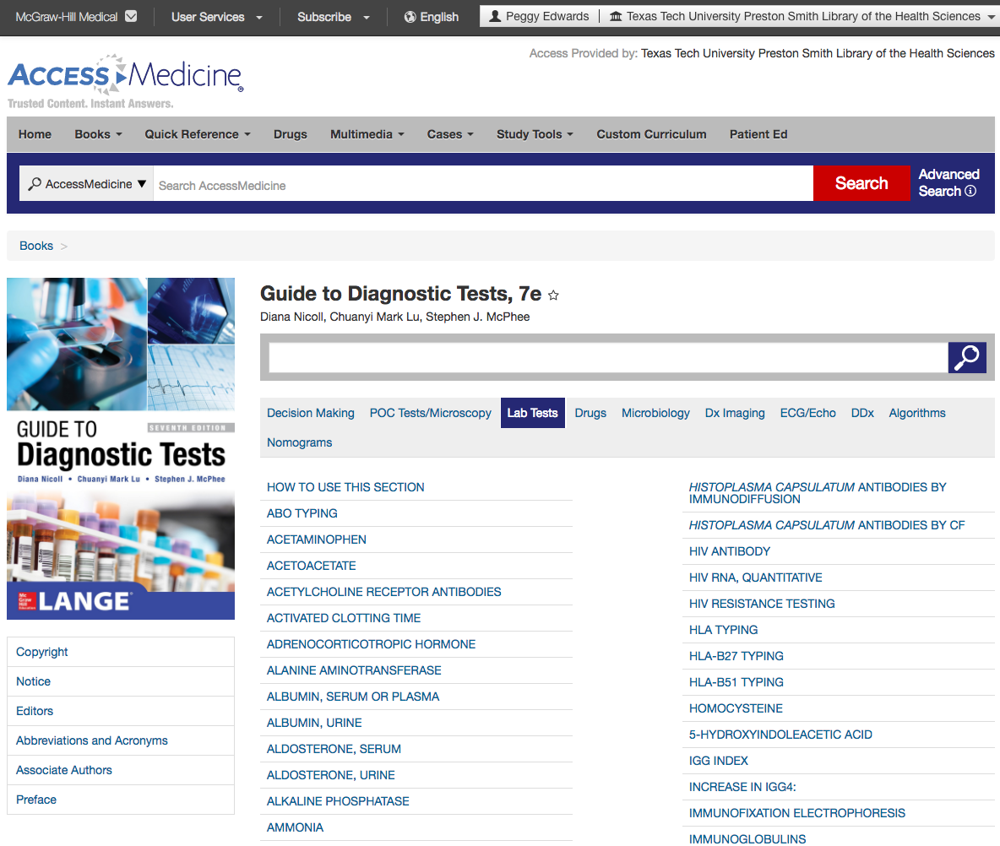 McGraw-Hill Medical User Services Subscribe English Peggy Edwards Texas Tech University Preston Smith Library of the Health Sciences
Access Provided by: Texas Tech University Preston Smith Library of the Health Sciences
ACCESS Medicine®
Trusted Content. Instant Answers.
Home Books Quick Reference Drugs Multimedia Cases Study Tools Custom Curriculum Patient Ed
AccessMedicine Search AccessMedicine Search Advanced Search
Books >
GUIDE TO
SEVENTH EDITION
Diagnostic Tests
Diana Nicoll • Chuanyi Mark Lu • Stephen J. McPhee
Mc Graw Hill Education LANGE®
Copyright
Notice
Editors
Abbreviations and Acronyms
Associate Authors
Preface
Guide to Diagnostic Tests, 7e
Diana Nicoll, Chuanyi Mark Lu, Stephen J. McPhee
Decision Making POC Tests/Microscopy Lab Tests Drugs Microbiology Dx Imaging ECG/Echo DDx Algorithms
Nomograms
HOW TO USE THIS SECTION
ABO TYPING
ACETAMINOPHEN
ACETOACETATE
ACETYLCHOLINE RECEPTOR ANTIBODIES
ACTIVATED CLOTTING TIME
ADRENOCORTICOTROPIC HORMONE
ALANINE AMINOTRANSFERASE
ALBUMIN, SERUM OR PLASMA
ALBUMIN, URINE
ALDOSTERONE, SERUM
ALDOSTERONE, URINE
ALKALINE PHOSPHATASE
AMMONIA
HISTOPLASMA CAPSULATUM ANTIBODIES BY
IMMUNODIFFUSION
HISTOPLASMA CAPSULATUM ANTIBODIES BY CF
HIV ANTIBODY
HIV RNA, QUANTITATIVE
HIV RESISTANCE TESTING
HLA TYPING
HLA-B27 TYPING
HLA-B51 TYPING
HOMOCYSTEINE
5-HYDROXYINDOLEACETIC ACID
IGG INDEX
INCREASE IN IGG4:
IMMUNOFIXATION ELECTROPHORESIS
IMMUNOGLOBULINS